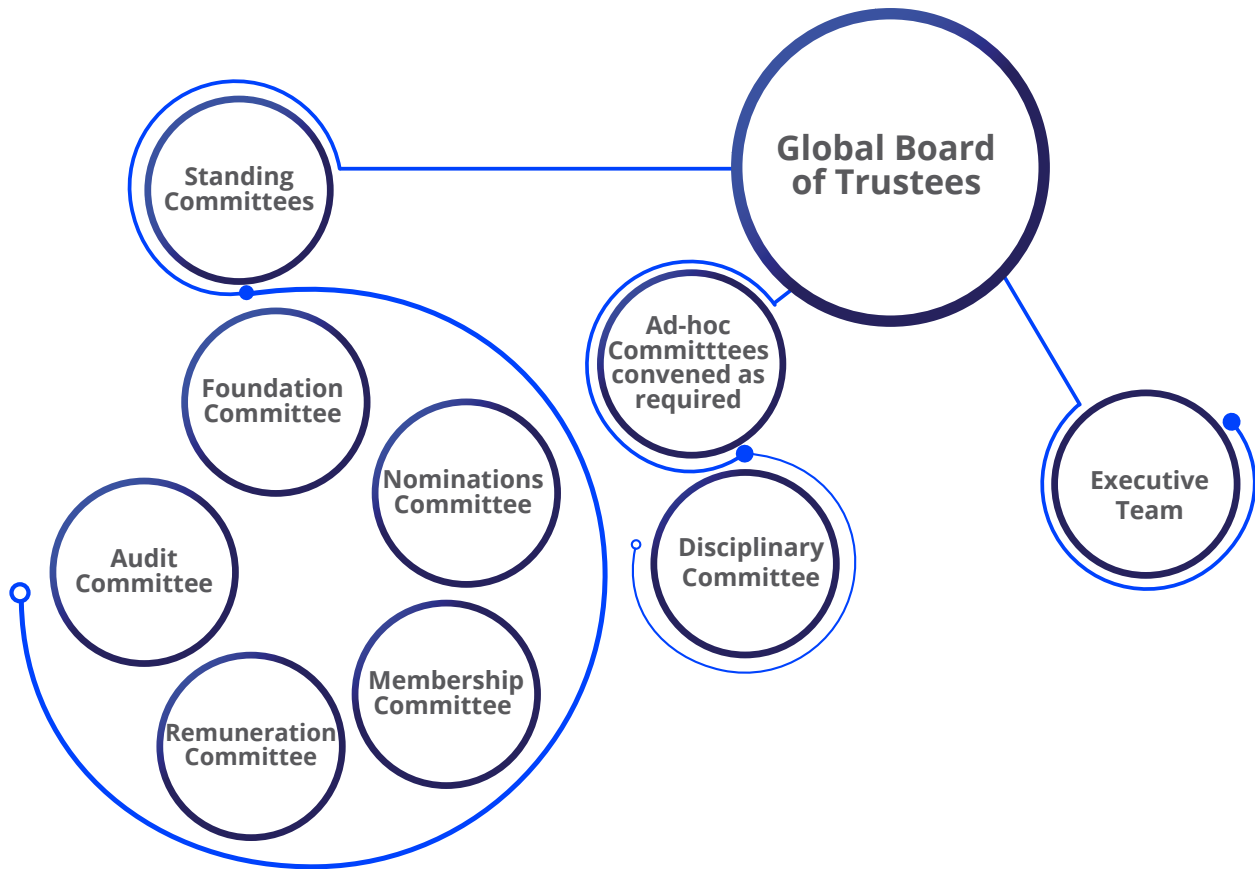 Global Board
of Trustees
Standing
Committees
Ad-hoc
Committtees
convened as
required
Foundation
Committee
Nominations
Committee
Executive
Team
Audit
Committee
Disciplinary
Committee
Membership
Committee
Remuneration
Committee